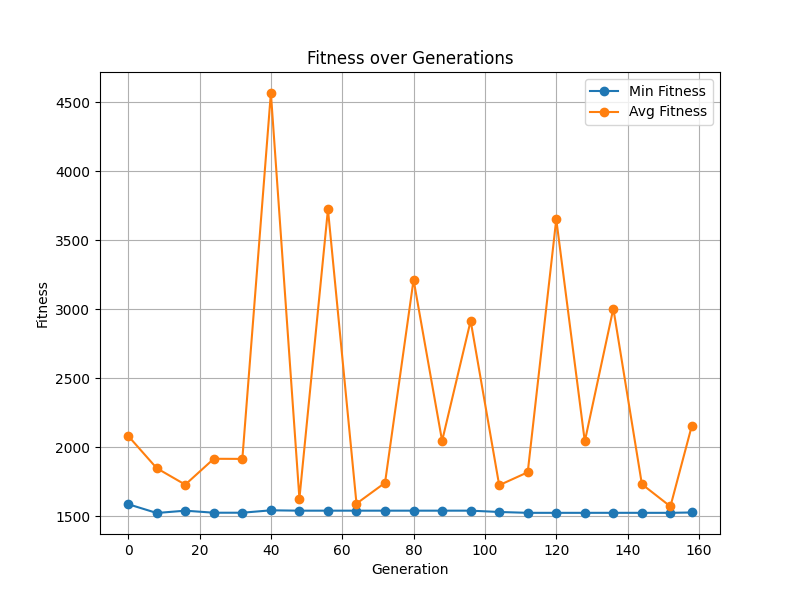 Fitness over Generations
Min Fitness
Avg Fitness
4500
4000
3500
3000
2500
2000
1500
Fitness
0 20 40 60 80 100 120 140 160
Generation